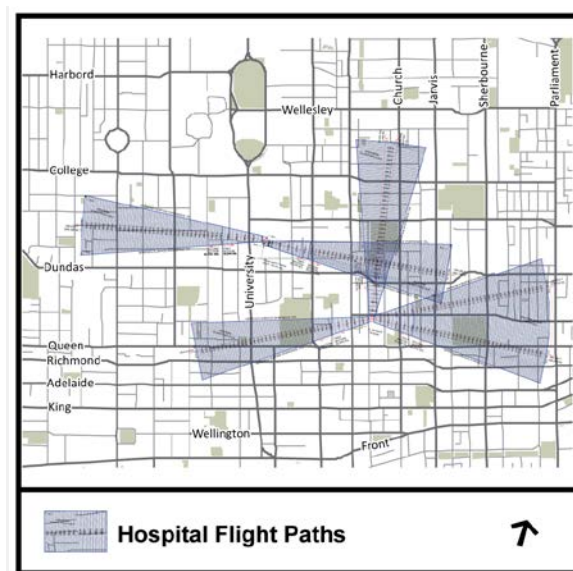 Harbord
Wellesley
Church
Jarvis
Sherbourne
Parliament
College
Dundas
University
Queen
Richmond
Adelaide
King
Wellington
Front
Hospital Flight Paths